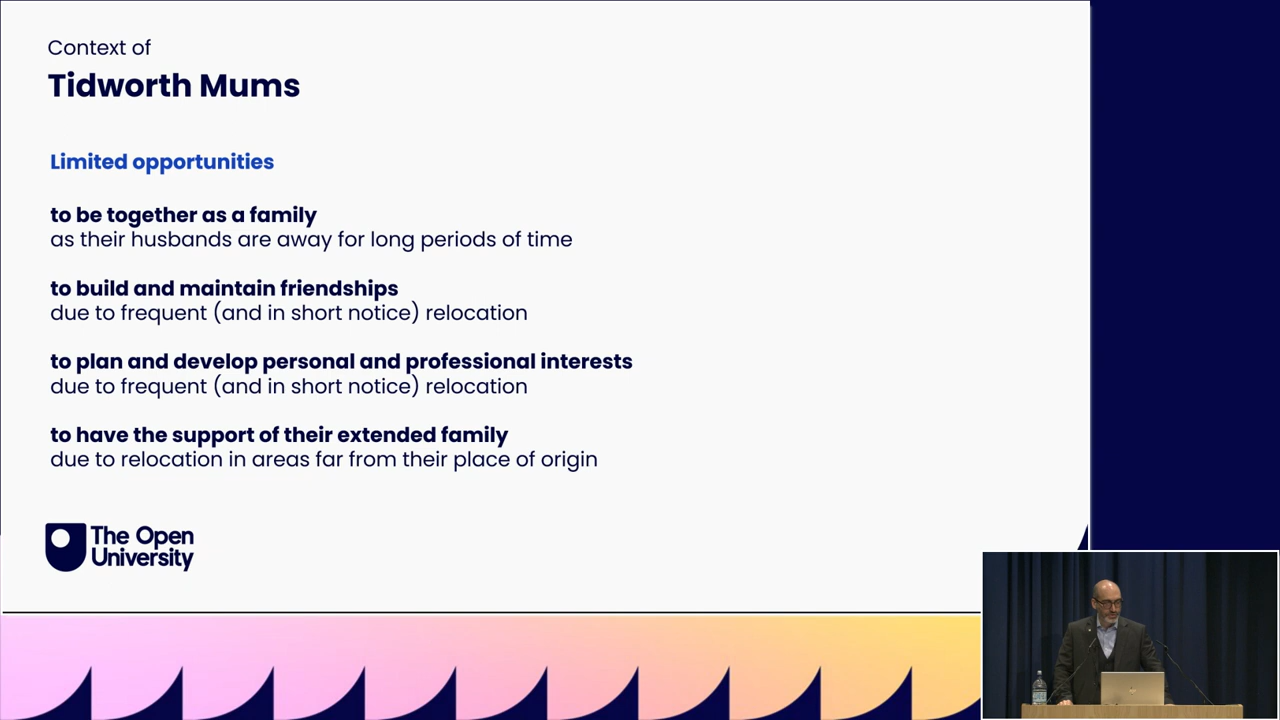 Context of
Tidworth Mums
Limited opportunities
to be together as a family
as their husbands are away for long periods of time
to build and maintain friendships
due to frequent (and in short notice) relocation
to plan and develop personal and professional interests
due to frequent (and in short notice) relocation
to have the support of their extended family
due to relocation in areas far from their place of origin
The Open
University